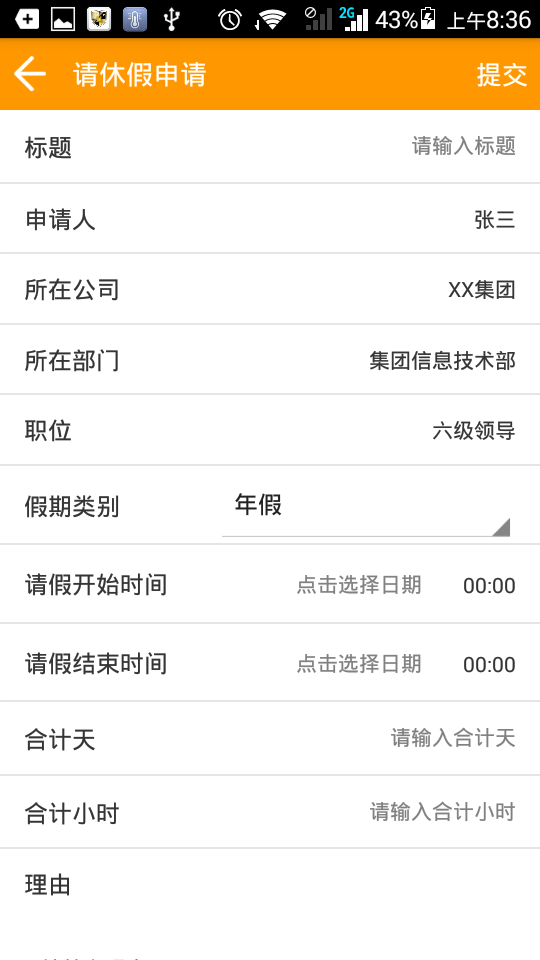 2G 43% 上午8:36
请休假申请 提交
标题 请输入标题
申请人 张三
所在公司 XX集团
所在部门 集团信息技术部
职位 六级领导
假期类别 年假
请假开始时间 点击选择日期 00:00
请假结束时间 点击选择日期 00:00
合计天 请输入合计天
合计小时 请输入合计小时
理由